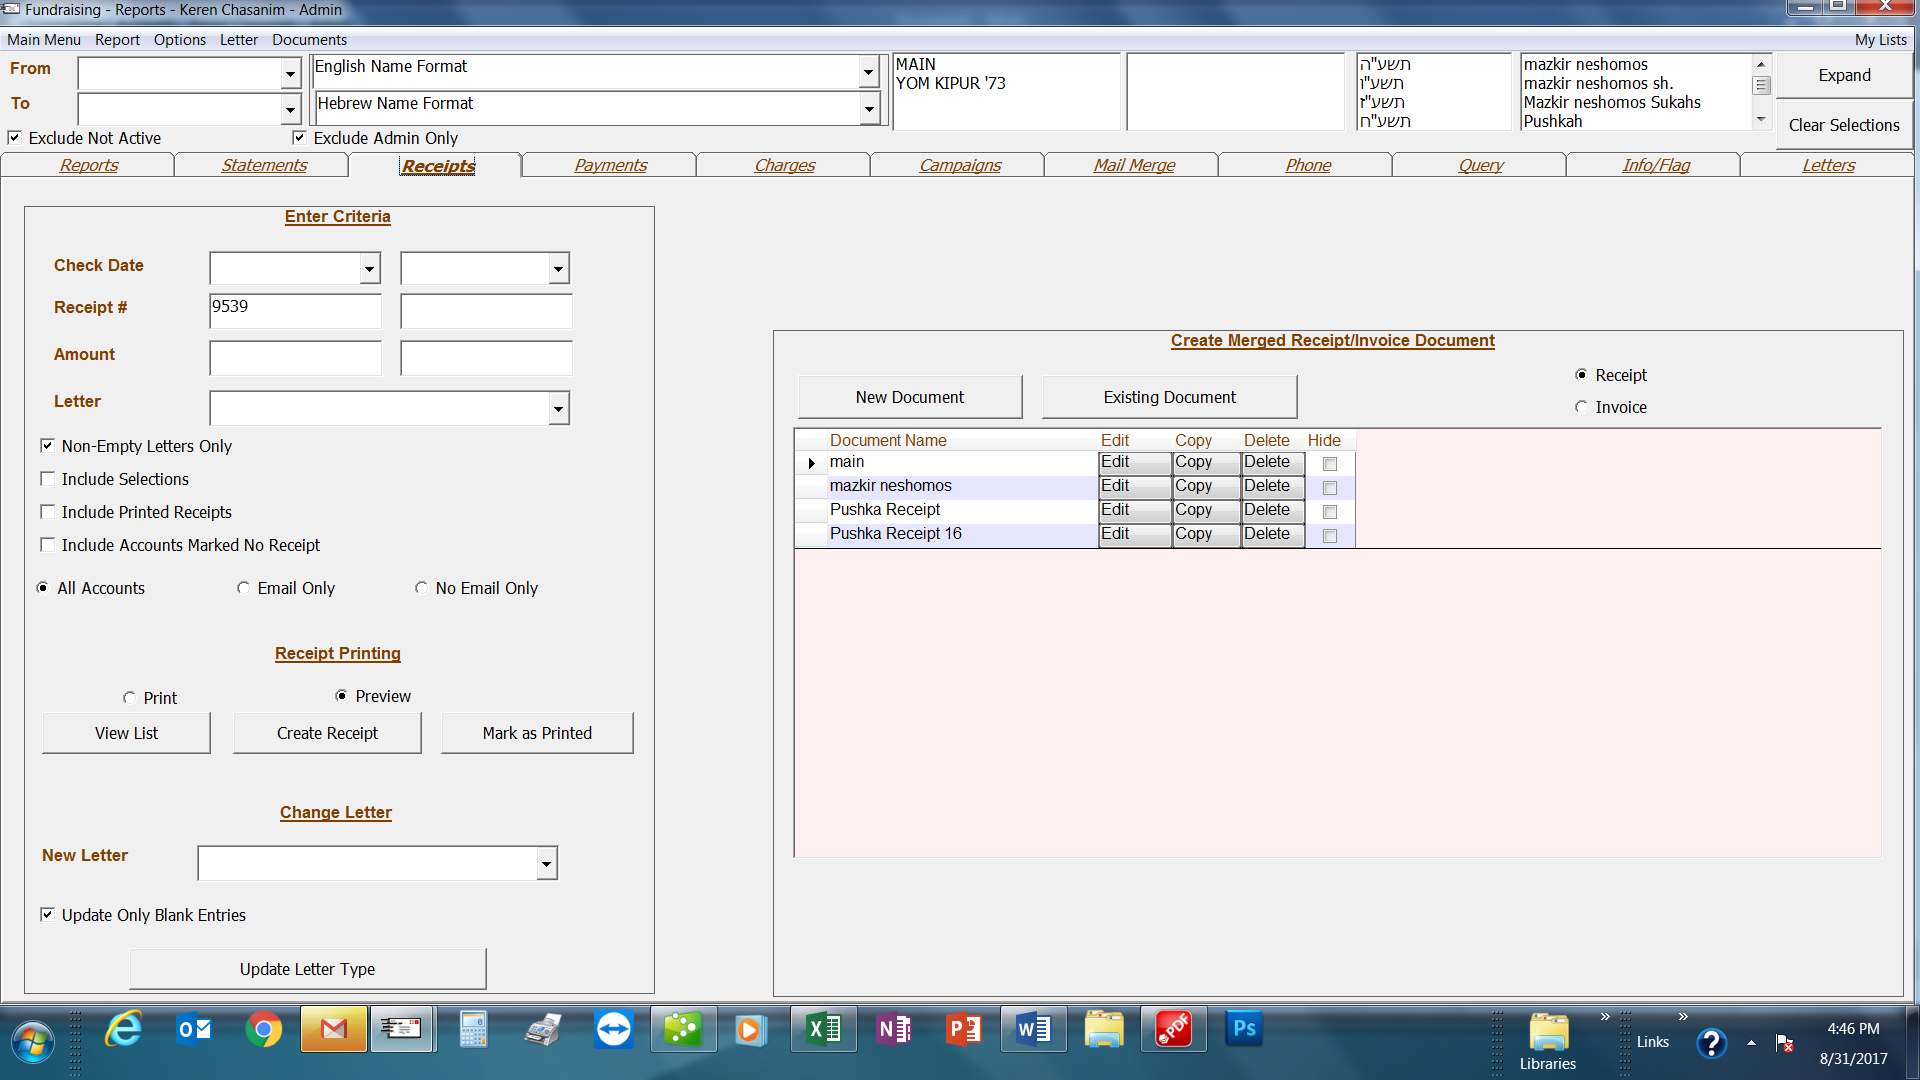 Fundraising - Reports - Keren Chasanim - Admin
Main Menu Report Options Letter Documents My Lists
From English Name Format
To Hebrew Name Format
Exclude Not Active Exclude Admin Only
MAIN
YOM KIPUR '73
תשע"ה
תשע"ו
תשע"ז
תשע"ח
mazkir neshomos
mazkir neshomos sh.
Mazkir neshomos Sukahs
Pushkah
Expand
Clear Selections
Reports Statements Receipts Payments Charges Campaigns Mail Merge Phone Query Info/Flag Letters
Enter Criteria
Check Date
Receipt # 9539
Amount
Letter
Non-Empty Letters Only
Include Selections
Include Printed Receipts
Include Accounts Marked No Receipt
All Accounts Email Only No Email Only
Receipt Printing
Print Preview
View List Create Receipt Mark as Printed
Change Letter
New Letter
Update Only Blank Entries
Update Letter Type
Create Merged Receipt/Invoice Document
New Document Existing Document
Receipt
Invoice
Document Name Edit Copy Delete Hide
main Edit Copy Delete
mazkir neshomos Edit Copy Delete
Pushka Receipt Edit Copy Delete
Pushka Receipt 16 Edit Copy Delete
Libraries
Links
4:46 PM
8/31/2017